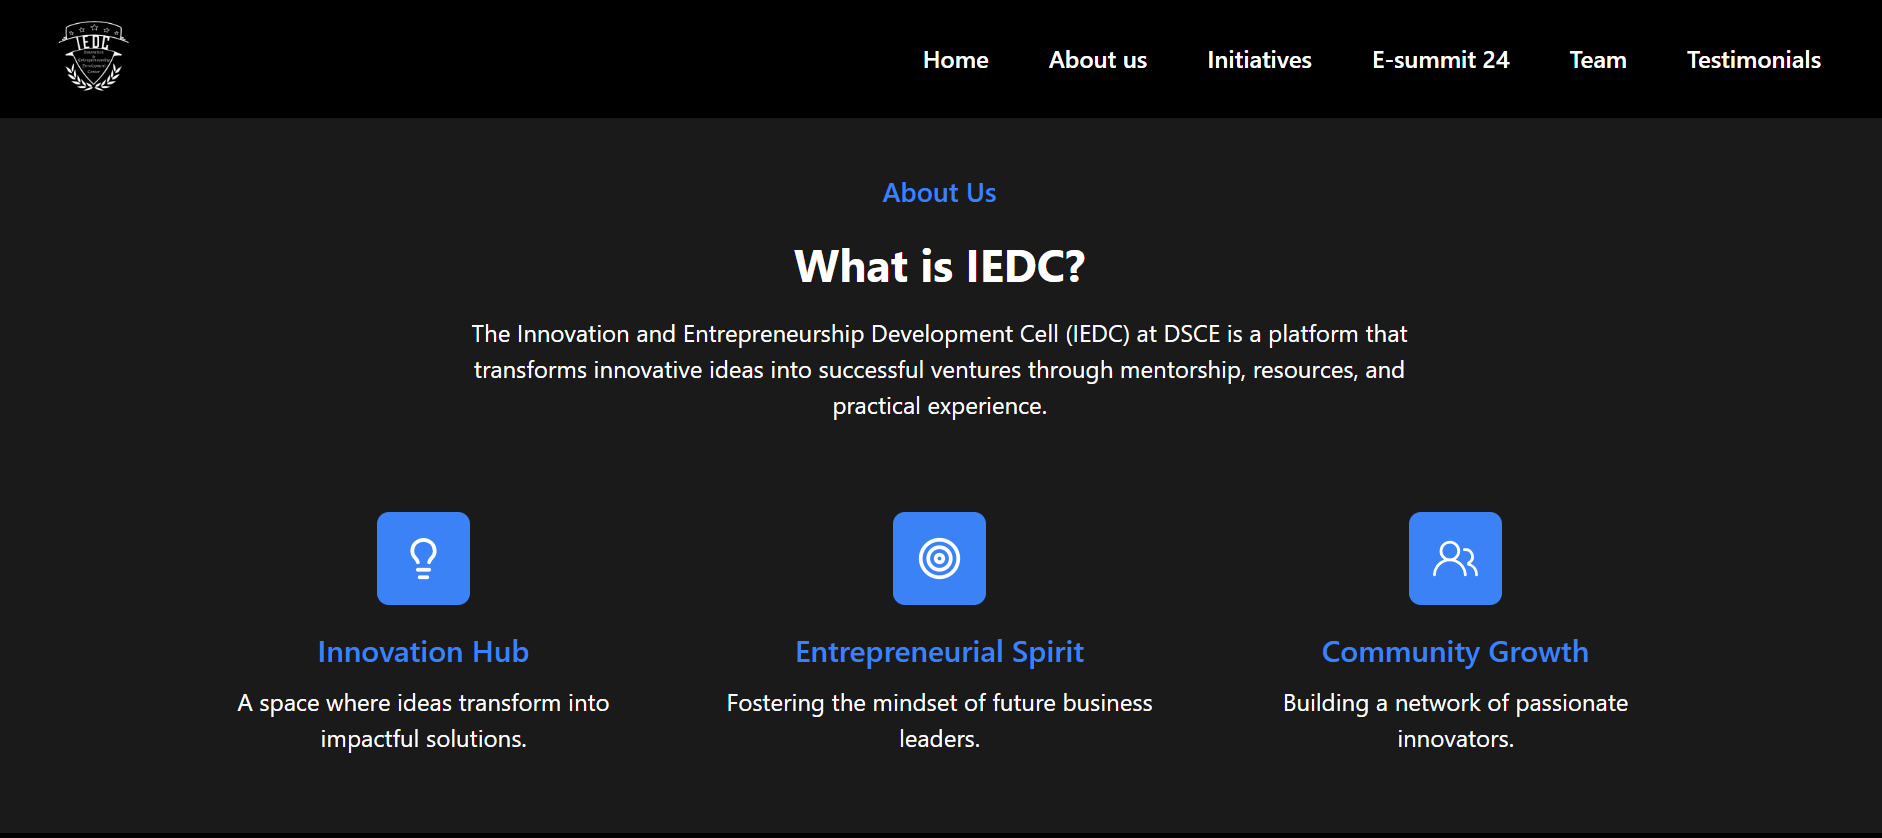 IEDC
Home
About us
Initiatives
E-summit 24
Team
Testimonials
About Us
What is IEDC?
The Innovation and Entrepreneurship Development Cell (IEDC) at DSCE is a platform that
transforms innovative ideas into successful ventures through mentorship, resources, and
practical experience.
Innovation Hub
A space where ideas transform into
impactful solutions.
Entrepreneurial Spirit
Fostering the mindset of future business
leaders.
Community Growth
Building a network of passionate
innovators.